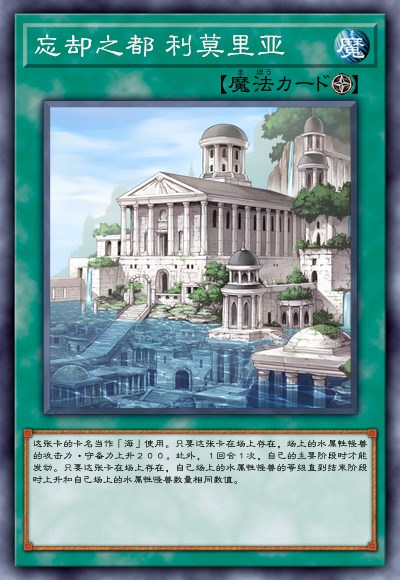 忘却之都 利莫里亚
魔
【魔法カード】
ま ほう
这张卡的卡名当作「海」使用。只要这张卡在场上存在，场上的水属性怪兽
的攻击力·守备力上升２００。此外，1回合1次，自己的主要阶段时才能
发动。只要这张卡在场上存在，自己场上的水属性怪兽的等级直到结束阶段
时上升和自己场上的水属性怪兽数量相同数值。